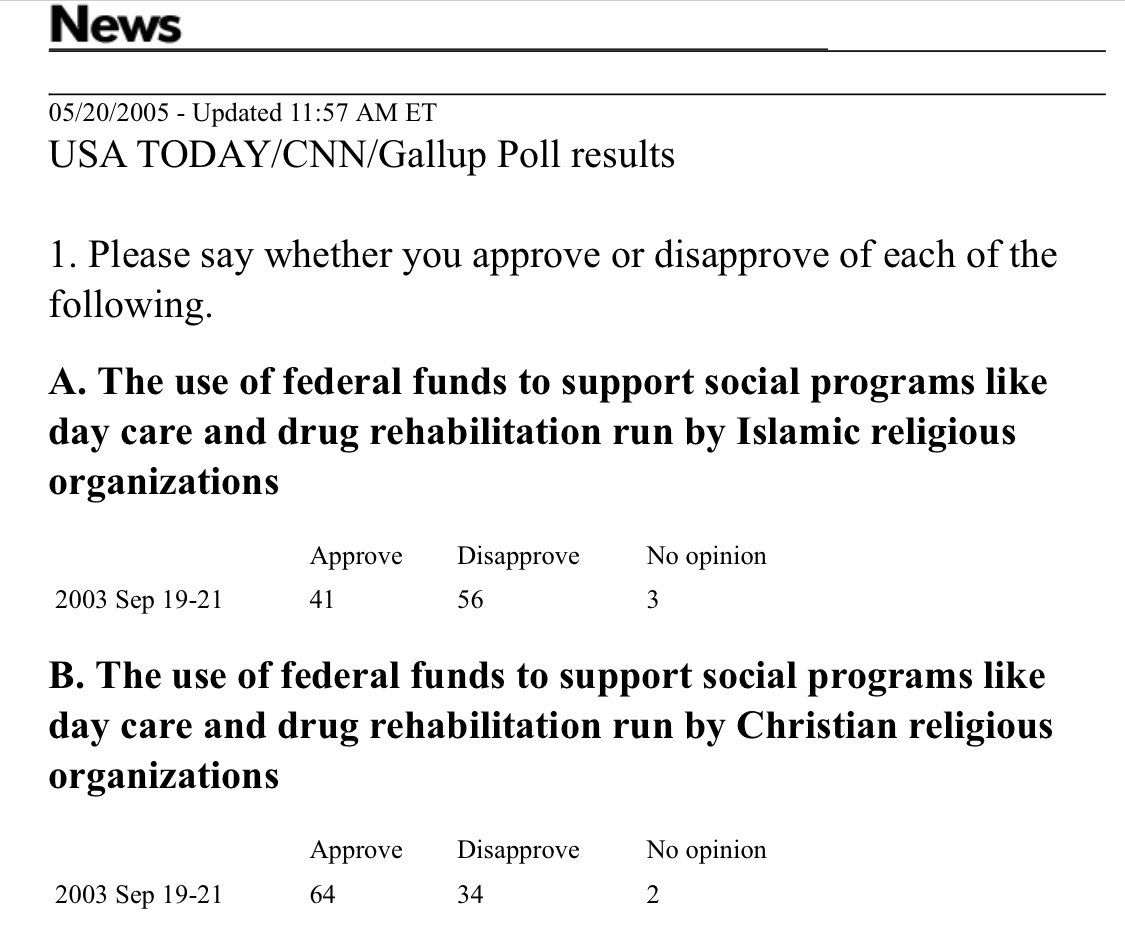 News
05/20/2005 - Updated 11:57 AM ET
USA TODAY/CNN/Gallup Poll results
1. Please say whether you approve or disapprove of each of the
following.
A. The use of federal funds to support social programs like
day care and drug rehabilitation run by Islamic religious
organizations
Approve Disapprove No opinion
2003 Sep 19-21 41 56 3
B. The use of federal funds to support social programs like
day care and drug rehabilitation run by Christian religious
organizations
Approve Disapprove No opinion
2003 Sep 19-21 64 34 2